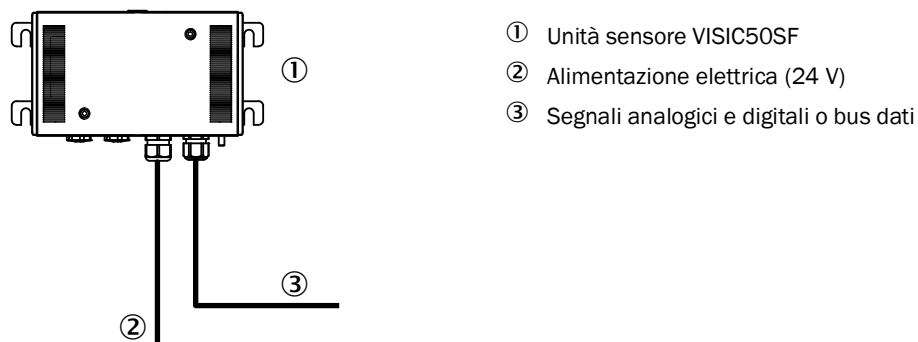 ①
③
②
① Unità sensore VISIC50SF
② Alimentazione elettrica (24 V)
③ Segnali analogici e digitali o bus dati